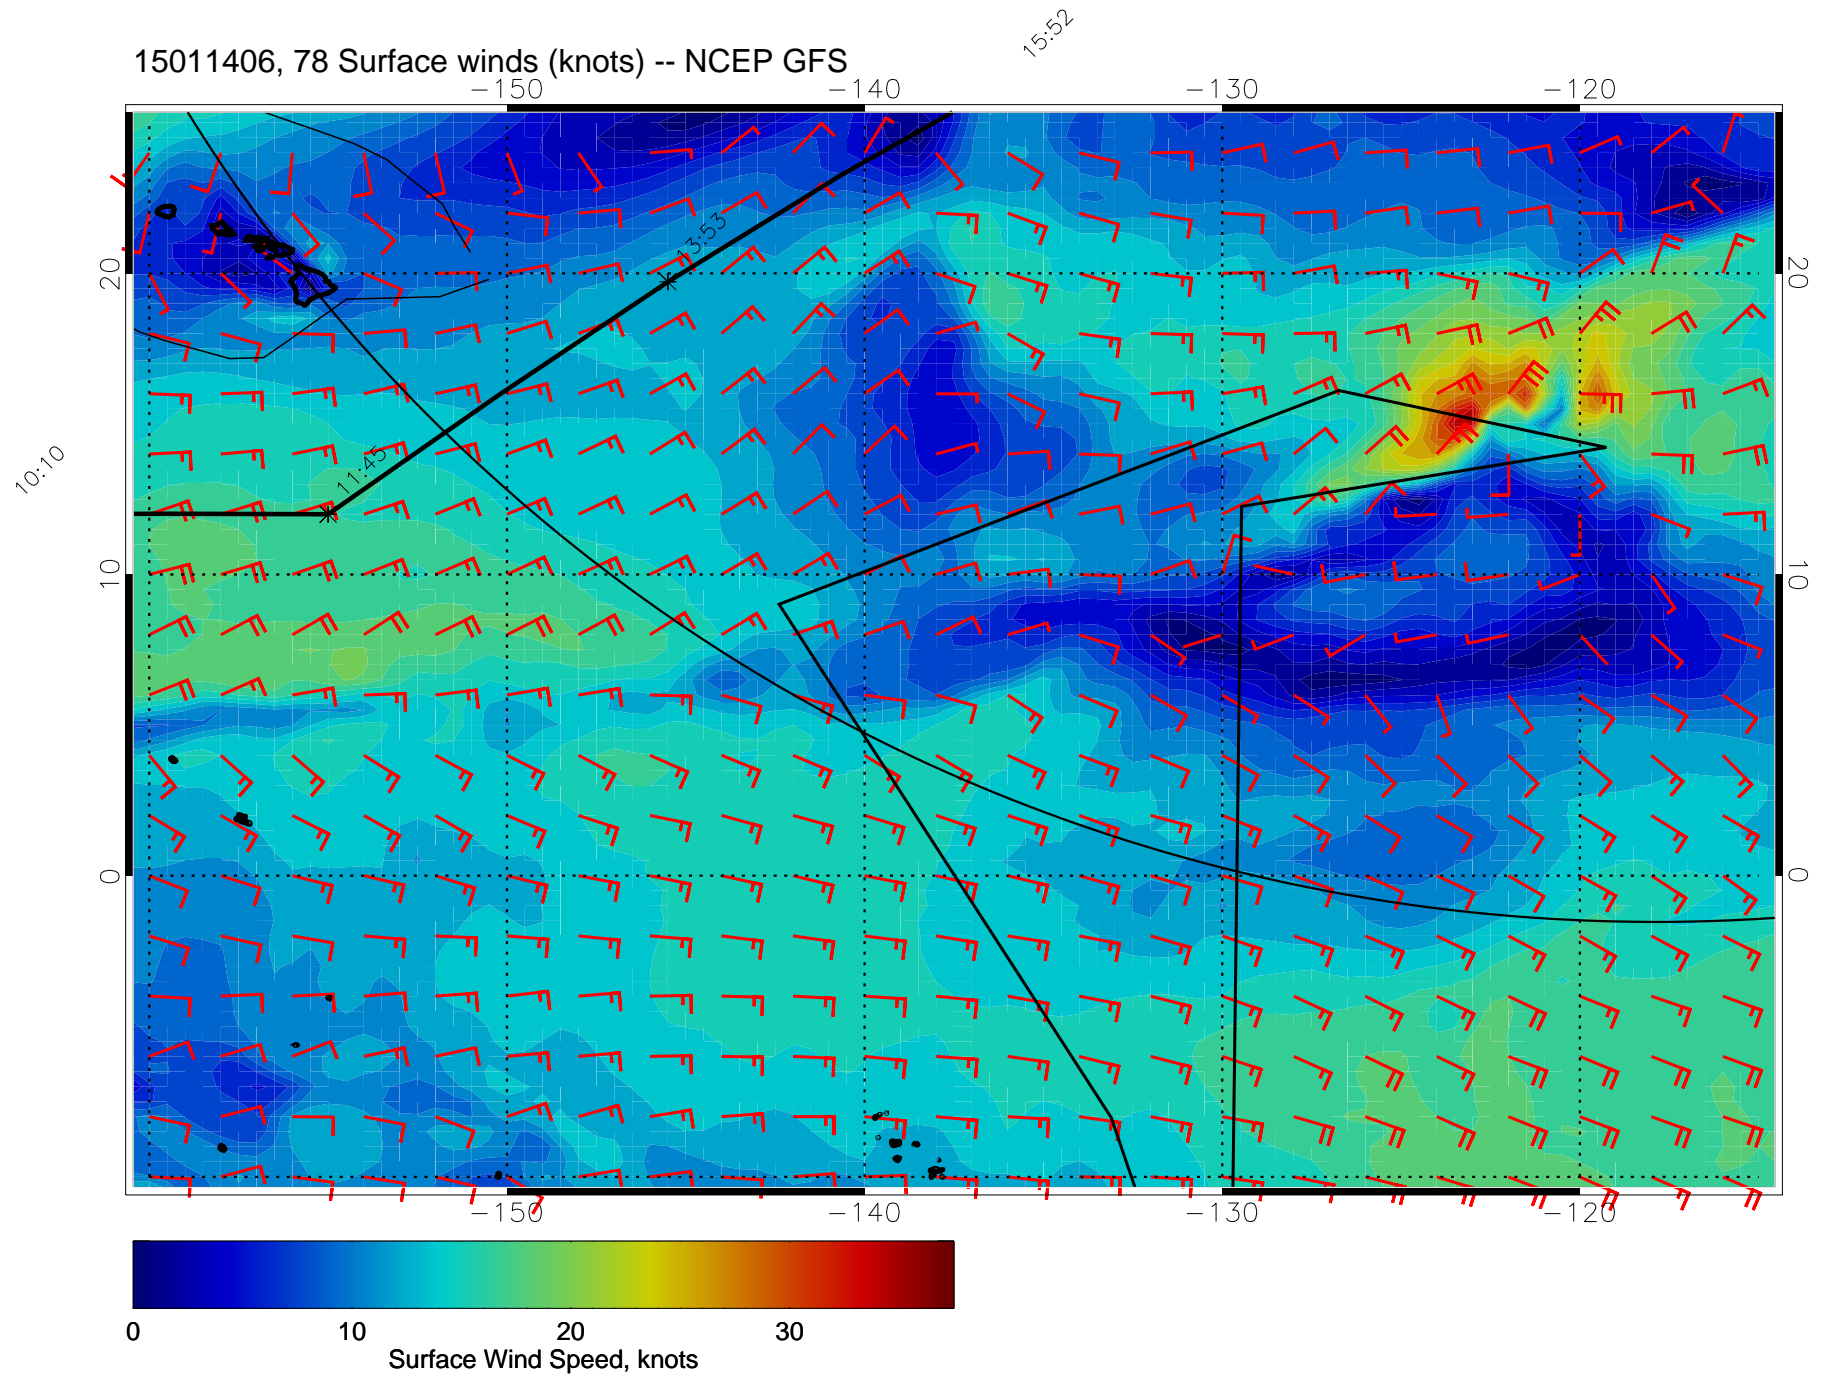 15:52
15011406, 78 Surface winds (knots) -- NCEP GFS
-150 -140 -130 -120
13:53
20 20
11:45
10:10
10 10
0 0
-150 -140 -130 -120
0 10 20 30
Surface Wind Speed, knots